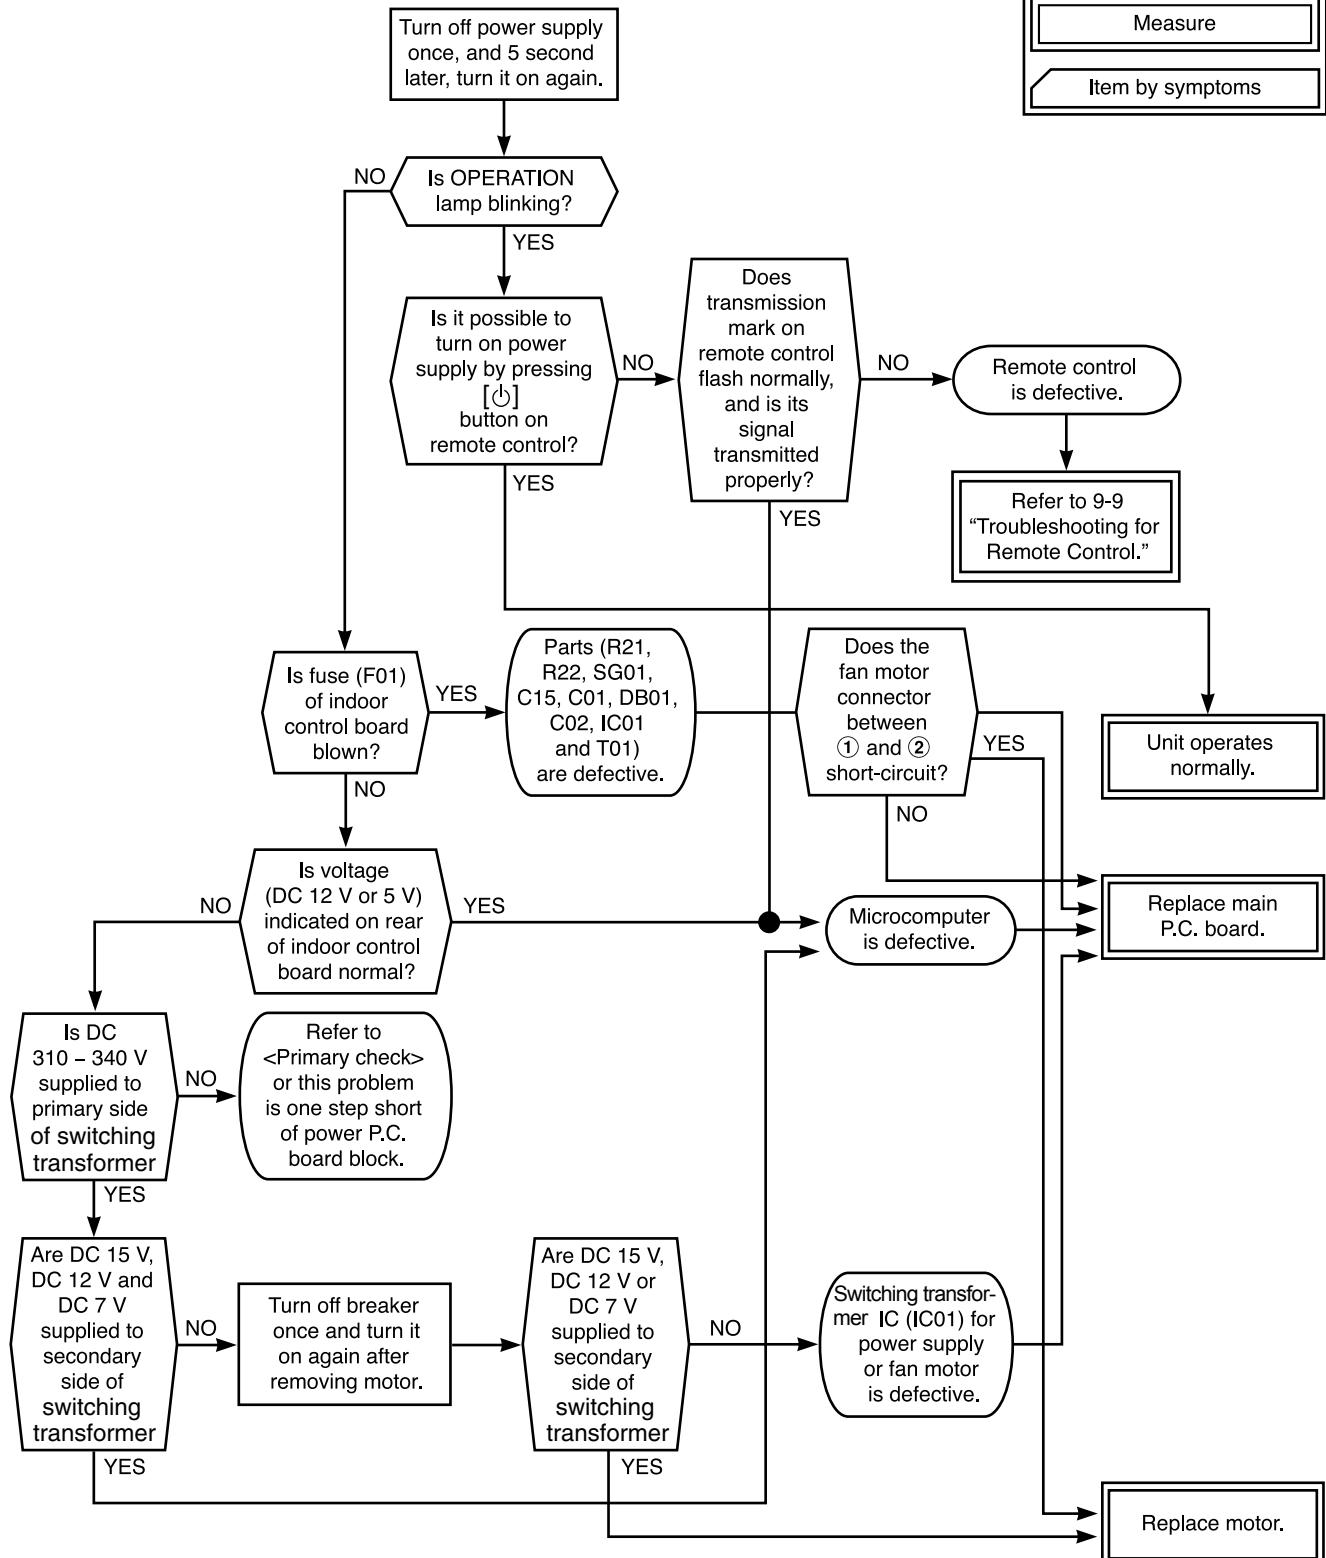 Measure
Item by symptoms
Turn off power supply
once, and 5 second
later, turn it on again.
NO
Is OPERATION
lamp blinking?
YES
Is it possible to
turn on power
supply by pressing
[⏻]
button on
remote control?
NO
YES
Does
transmission
mark on
remote control
flash normally,
and is its
signal
transmitted
properly?
NO
YES
Remote control
is defective.
Refer to 9-9
“Troubleshooting for
Remote Control.”
Is fuse (F01)
of indoor
control board
blown?
YES
NO
Parts (R21,
R22, SG01,
C15, C01, DB01,
C02, IC01
and T01)
are defective.
Does the
fan motor
connector
between
① and ②
short-circuit?
YES
NO
Unit operates
normally.
Is voltage
(DC 12 V or 5 V)
indicated on rear
of indoor control
board normal?
NO
YES
Microcomputer
is defective.
Replace main
P.C. board.
Is DC
310 – 340 V
supplied to
primary side
of switching
transformer
NO
YES
Refer to
<Primary check>
or this problem
is one step short
of power P.C.
board block.
Are DC 15 V,
DC 12 V and
DC 7 V
supplied to
secondary
side of
switching
transformer
NO
YES
Turn off breaker
once and turn it
on again after
removing motor.
Are DC 15 V,
DC 12 V or
DC 7 V
supplied to
secondary
side of
switching
transformer
NO
YES
Switching transfor-
mer IC (IC01) for
power supply
or fan motor
is defective.
Replace motor.